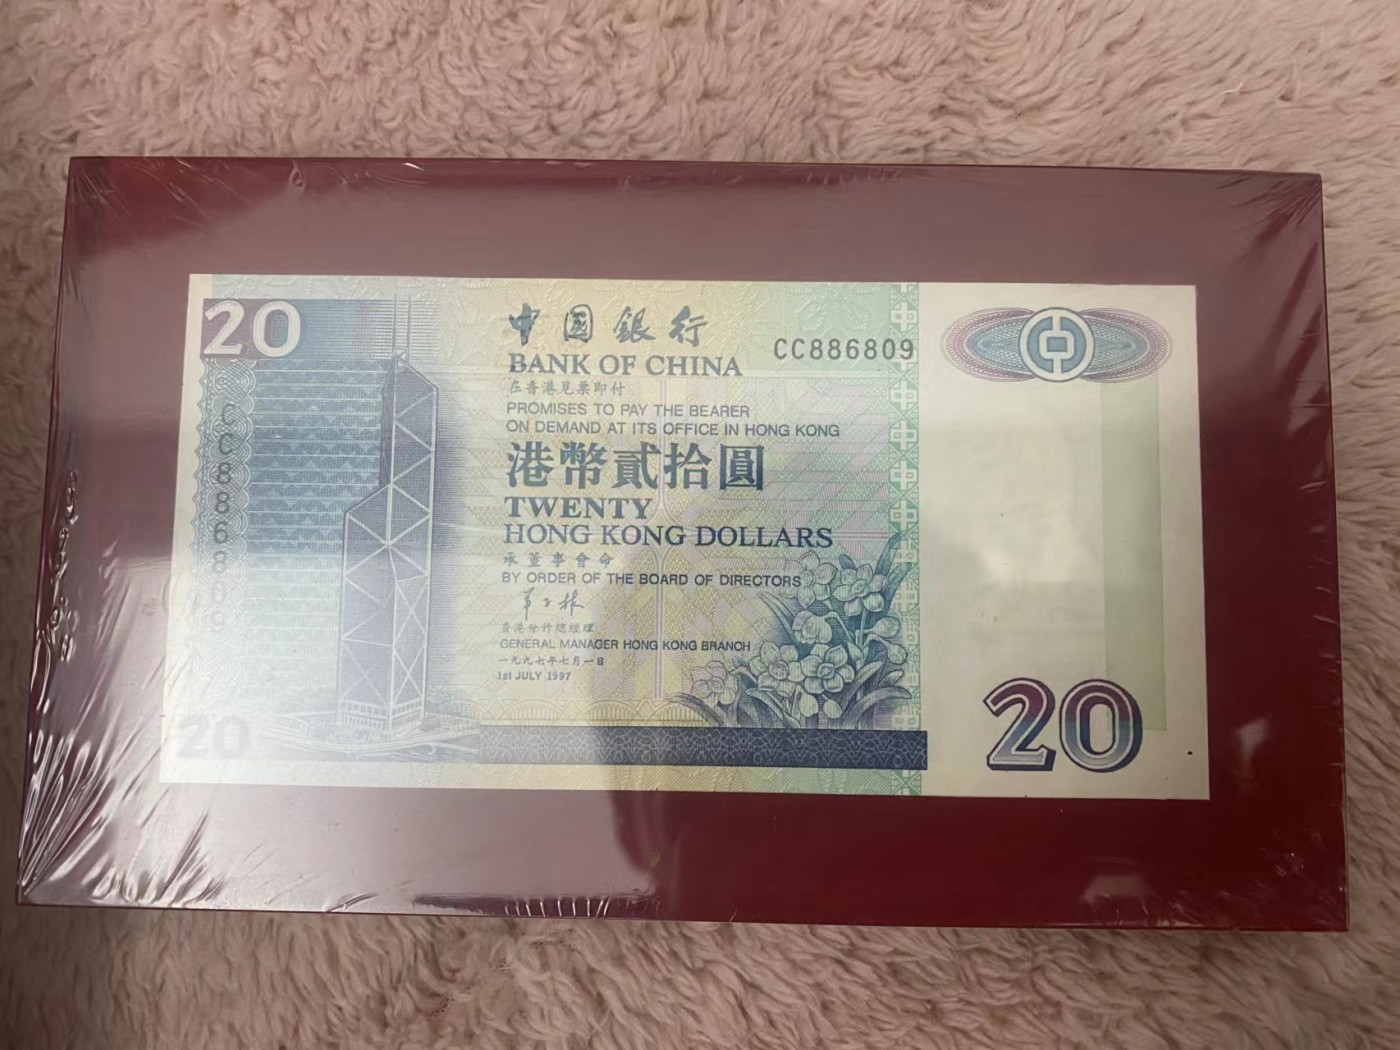 20
中國銀行
BANK OF CHINA
CC886809
在香港見票即付
PROMISES TO PAY THE BEARER
ON DEMAND AT ITS OFFICE IN HONG KONG
港幣貳拾圓
TWENTY
HONG KONG DOLLARS
承董事會命
BY ORDER OF THE BOARD OF DIRECTORS
香港分行總經理
GENERAL MANAGER HONG KONG BRANCH
一九九七年七月一日
1st JULY 1997
CC886809
20
20